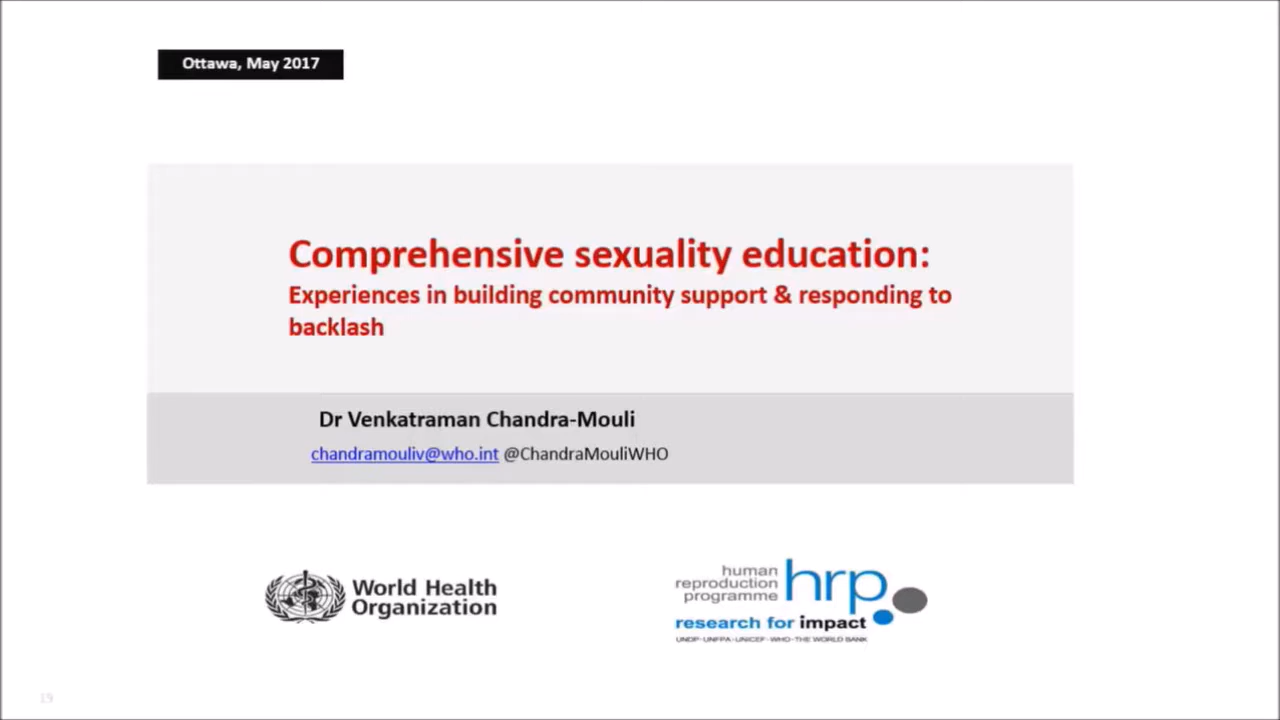 Ottawa, May 2017
Comprehensive sexuality education:
Experiences in building community support & responding to
backlash
Dr Venkatraman Chandra-Mouli
chandramouliv@who.int @ChandraMouliWHO
World Health
Organization
human
reproduction
programme
hrp
research for impact
UNDP·UNFPA·UNICEF·WHO·THE WORLD BANK
19